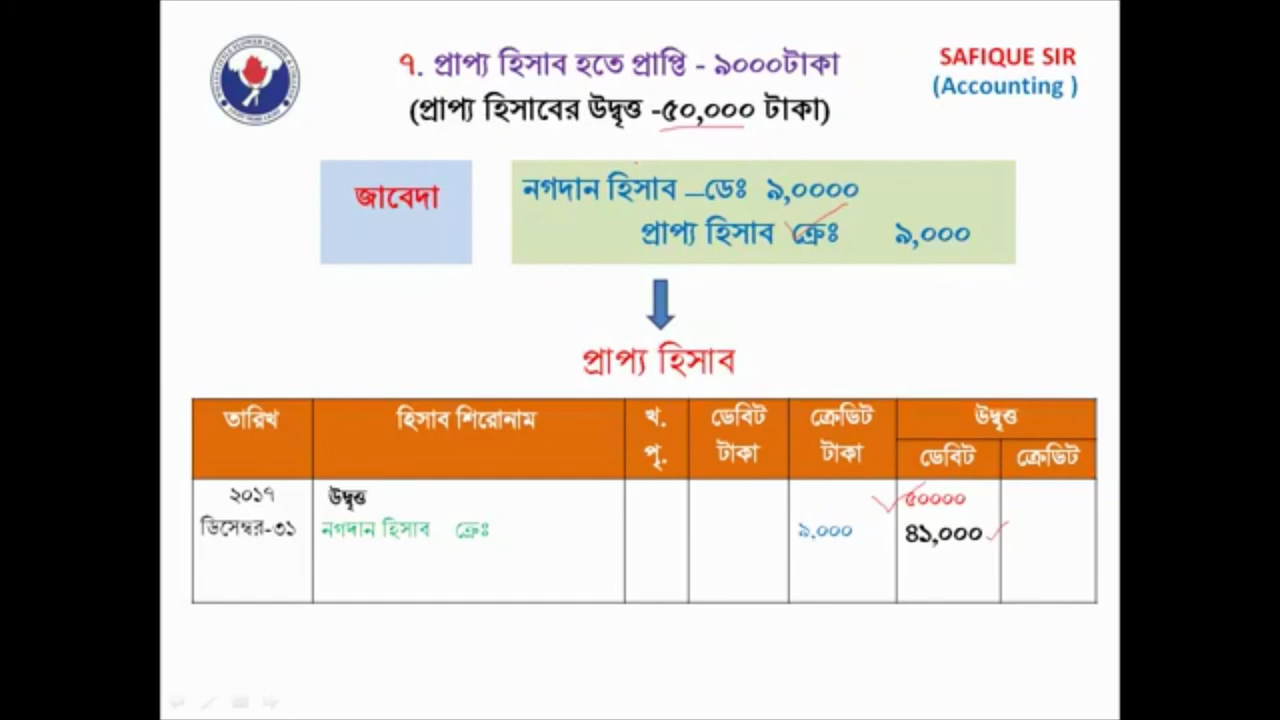 ৭. প্রাপ্য হিসাব হতে প্রাপ্তি - ৯০০০টাকা
(প্রাপ্য হিসাবের উদ্বৃত্ত -৫০,০০০ টাকা)
SAFIQUE SIR
(Accounting )
জাবেদা
নগদান হিসাব –ডেঃ ৯,০০০০
প্রাপ্য হিসাব ক্রেঃ ৯,০০০
প্রাপ্য হিসাব
তারিখ হিসাব শিরোনাম খ. ডেবিট ক্রেডিট উদ্বৃত্ত
পৃ. টাকা টাকা ডেবিট ক্রেডিট
২০১৭ উদ্বৃত্ত ৫০০০০
ডিসেম্বর-৩১ নগদান হিসাব ক্রেঃ ৯,০০০ ৪১,০০০